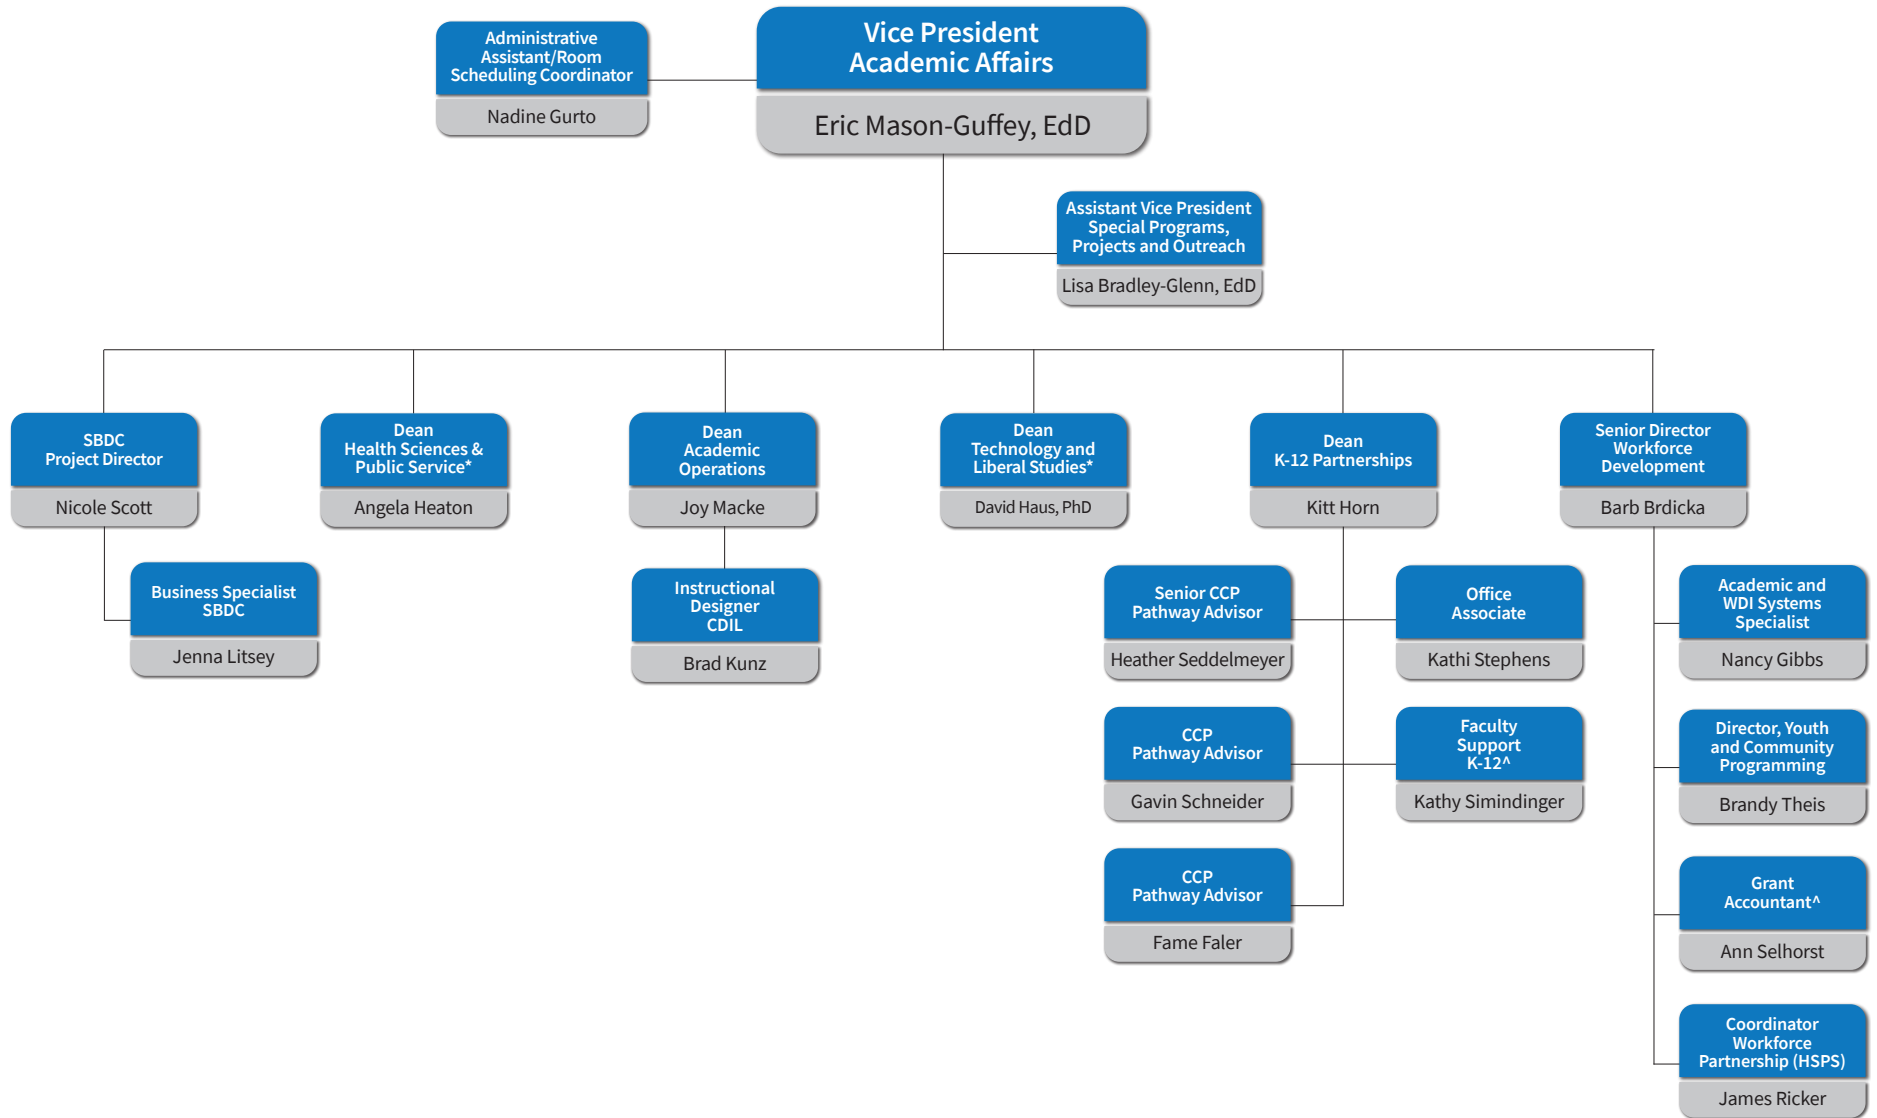 Administrative
Assistant/Room
Scheduling Coordinator
Nadine Gurto
Vice President
Academic Affairs
Eric Mason-Guffey, EdD
Assistant Vice President
Special Programs,
Projects and Outreach
Lisa Bradley-Glenn, EdD
SBDC
Project Director
Nicole Scott
Dean
Health Sciences &
Public Service*
Angela Heaton
Dean
Academic
Operations
Joy Macke
Dean
Technology and
Liberal Studies*
David Haus, PhD
Dean
K-12 Partnerships
Kitt Horn
Senior Director
Workforce
Development
Barb Brdicka
Business Specialist
SBDC
Jenna Litsey
Instructional
Designer
CDIL
Brad Kunz
Senior CCP
Pathway Advisor
Heather Seddelmeyer
Office
Associate
Kathi Stephens
Academic and
WDI Systems
Specialist
Nancy Gibbs
CCP
Pathway Advisor
Gavin Schneider
Faculty
Support
K-12^
Kathy Simindinger
Director, Youth
and Community
Programming
Brandy Theis
CCP
Pathway Advisor
Fame Faler
Grant
Accountant^
Ann Selhorst
Coordinator
Workforce
Partnership (HSPS)
James Ricker